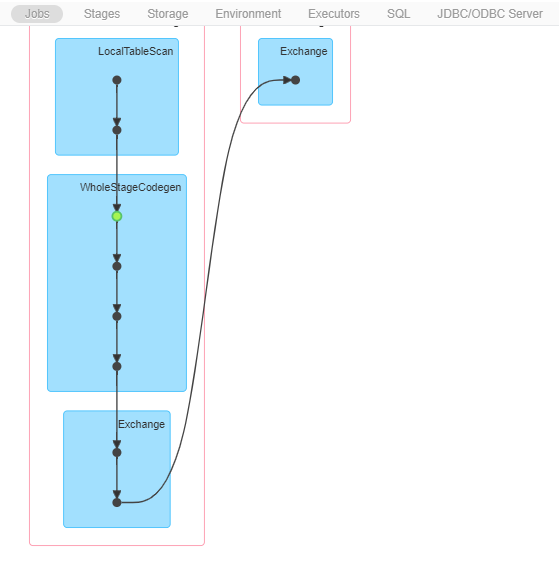 Jobs Stages Storage Environment Executors SQL JDBC/ODBC Server
LocalTableScan
Exchange
WholeStageCodegen
Exchange